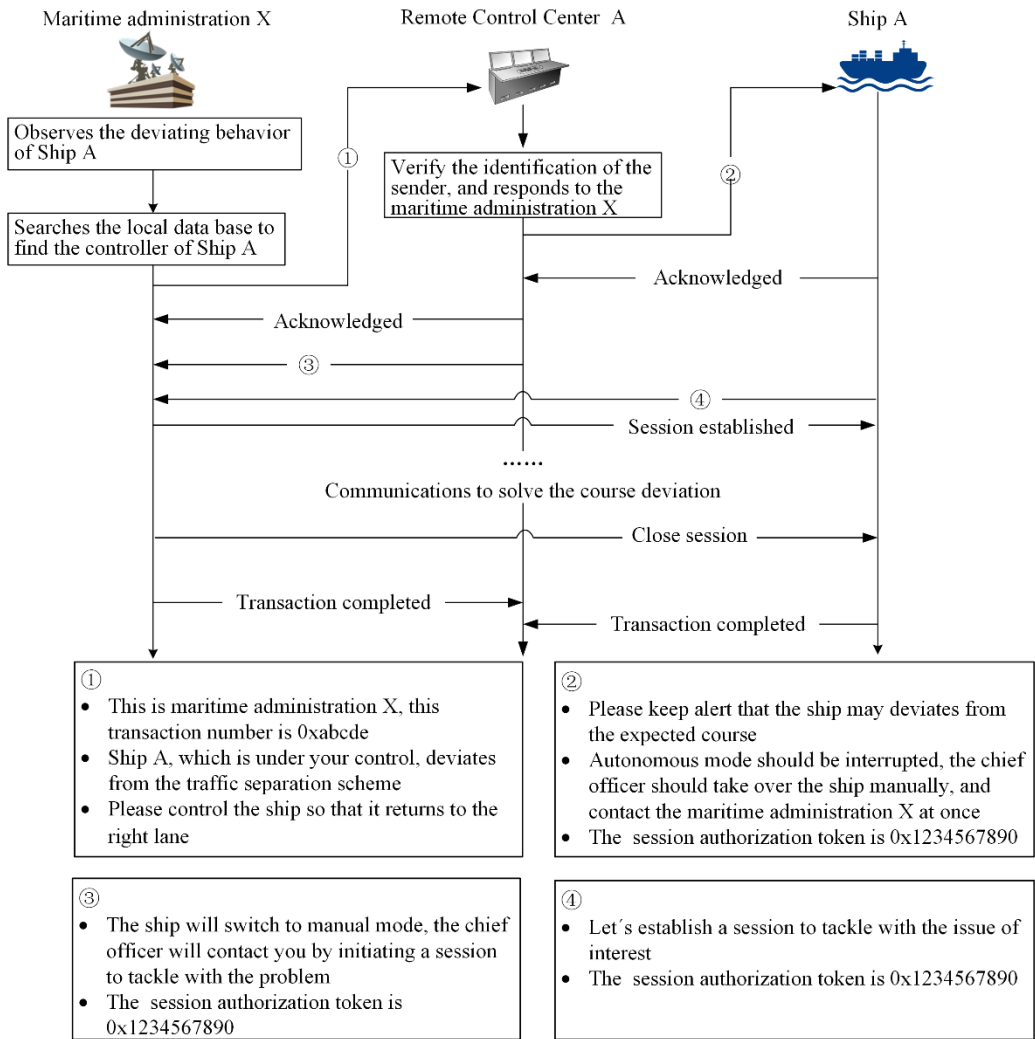 Maritime administration X
Remote Control Center A
Ship A
Observes the deviating behavior
of Ship A
①
Verify the identification of the
sender, and responds to the
maritime administration X
②
Searches the local data base to
find the controller of Ship A
Acknowledged
Acknowledged
③
④
Session established
......
Communications to solve the course deviation
Close session
Transaction completed
Transaction completed
①
• This is maritime administration X, this
transaction number is 0xabcde
• Ship A, which is under your control, deviates
from the traffic separation scheme
• Please control the ship so that it returns to the
right lane
②
• Please keep alert that the ship may deviates from
the expected course
• Autonomous mode should be interrupted, the chief
officer should take over the ship manually, and
contact the maritime administration X at once
• The session authorization token is 0x1234567890
③
• The ship will switch to manual mode, the chief
officer will contact you by initiating a session
to tackle with the problem
• The session authorization token is
0x1234567890
④
• Let´s establish a session to tackle with the issue of
interest
• The session authorization token is 0x1234567890